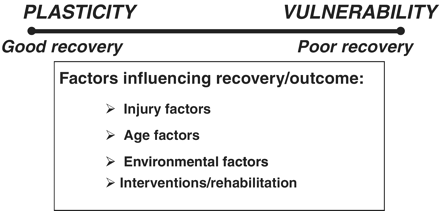 PLASTICITY VULNERABILITY
Good recovery Poor recovery
Factors influencing recovery/outcome:
➢ Injury factors
➢ Age factors
➢ Environmental factors
➢ Interventions/rehabilitation